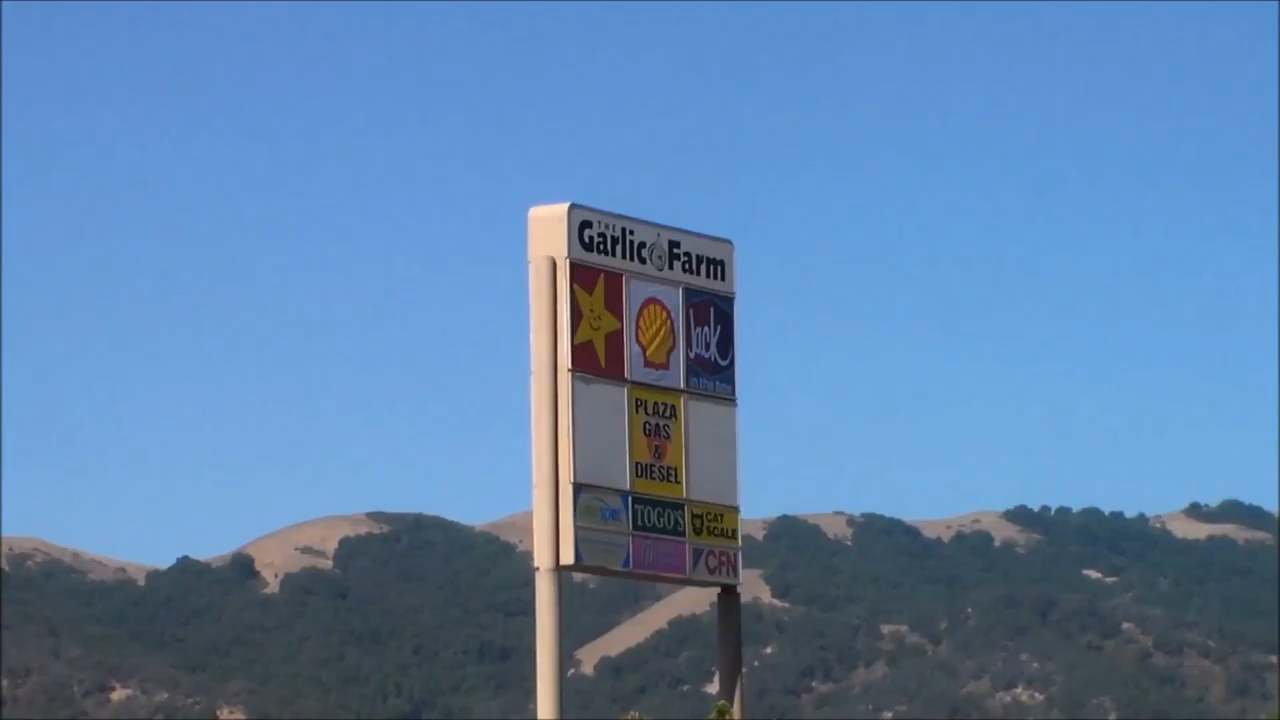 THE
Garlic Farm
Jack
in the box
PLAZA
GAS
&
DIESEL
TOGO'S
CAT
SCALE
CFN